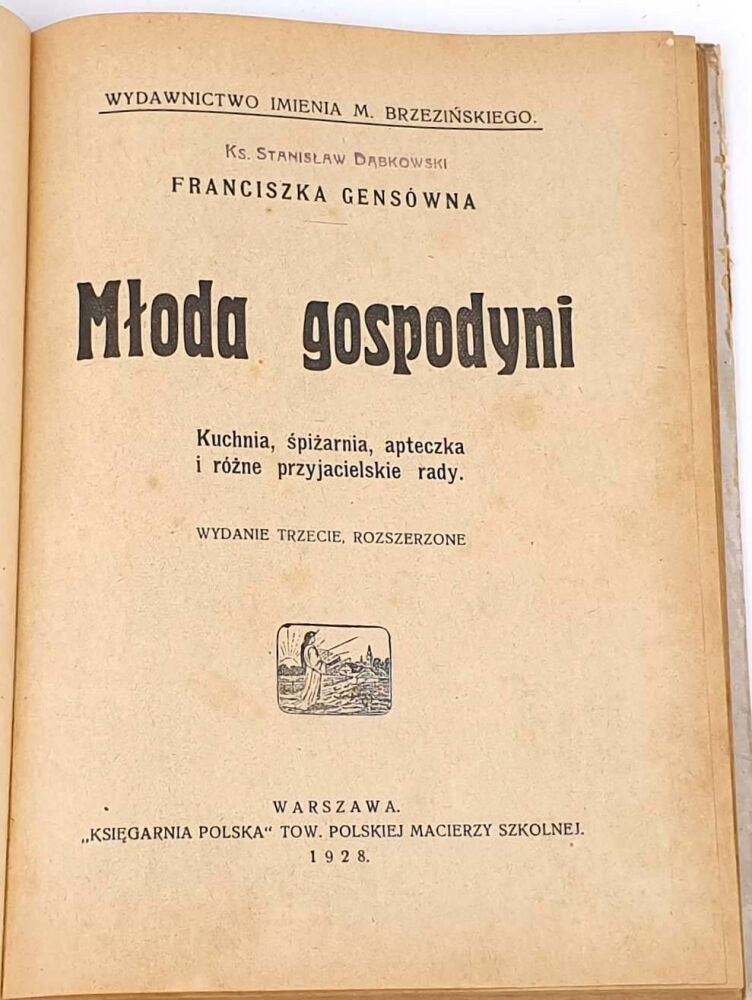 WYDAWNICTWO IMIENIA M. BRZEZIŃSKIEGO.
KS. STANISŁAW DĄBKOWSKI
FRANCISZKA GENSÓWNA
Młoda gospodyni
Kuchnia, śpiżarnia, apteczka
i różne przyjacielskie rady.
WYDANIE TRZECIE, ROZSZERZONE
WARSZAWA.
„KSIĘGARNIA POLSKA“ TOW. POLSKIEJ MACIERZY SZKOLNEJ.
1928.